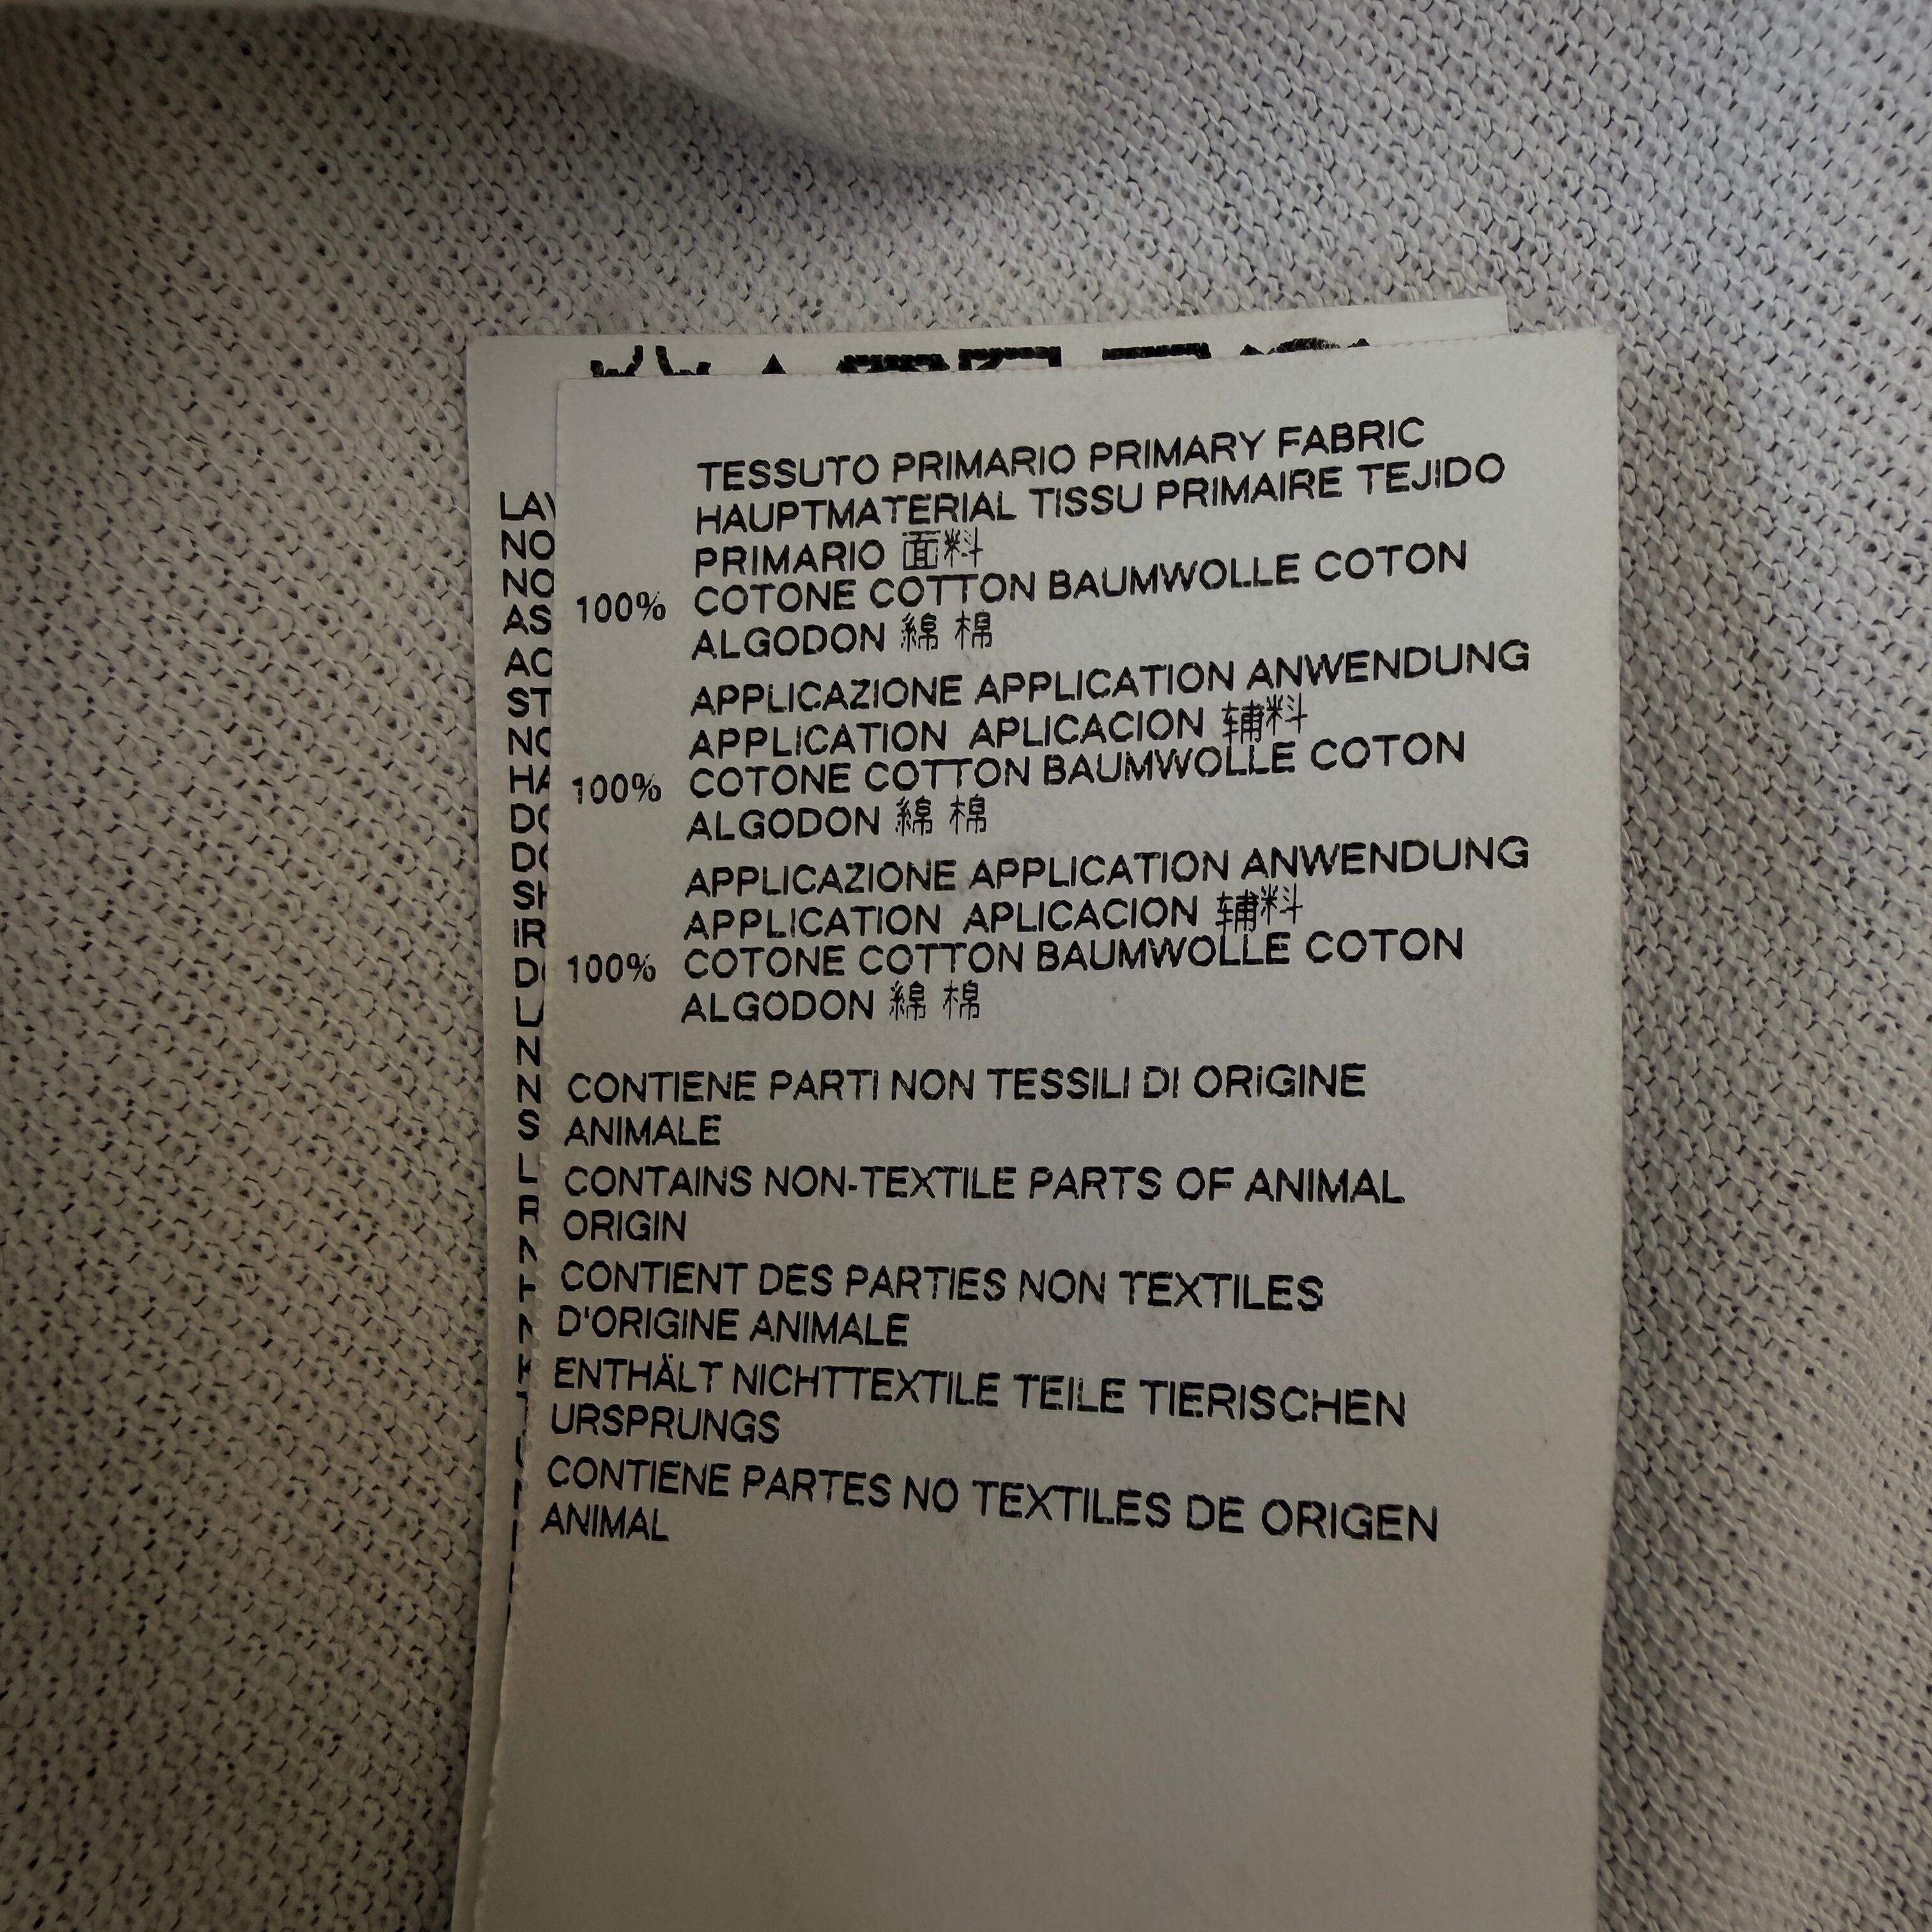 TESSUTO PRIMARIO PRIMARY FABRIC
HAUPTMATERIAL TISSU PRIMAIRE TEJIDO
PRIMARIO 面料
100% COTONE COTTON BAUMWOLLE COTON
ALGODON 綿 棉
APPLICAZIONE APPLICATION ANWENDUNG
APPLICATION APLICACION 辅料
100% COTONE COTTON BAUMWOLLE COTON
ALGODON 綿 棉
APPLICAZIONE APPLICATION ANWENDUNG
APPLICATION APLICACION 辅料
100% COTONE COTTON BAUMWOLLE COTON
ALGODON 綿 棉
CONTIENE PARTI NON TESSILI DI ORIGINE
ANIMALE
CONTAINS NON-TEXTILE PARTS OF ANIMAL
ORIGIN
CONTIENT DES PARTIES NON TEXTILES
D'ORIGINE ANIMALE
ENTHÄLT NICHTTEXTILE TEILE TIERISCHEN
URSPRUNGS
CONTIENE PARTES NO TEXTILES DE ORIGEN
ANIMAL